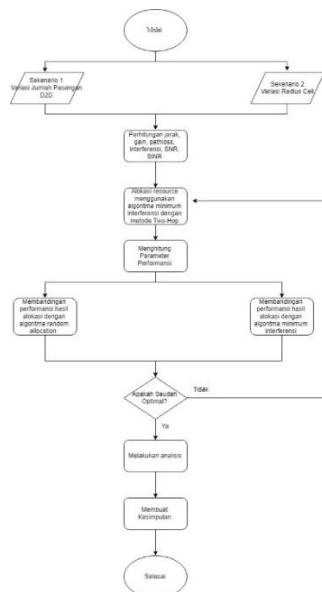 Mulai
Sekenario 1
Variasi Jumlah Pasangan
D2D
Sekenario 2
Variasi Radius Cell
Perhitungan jarak,
gain, pathloss,
interferensi, SNR,
SINR
Alokasi resource
menggunakan
algoritma minimum
interferensi dengan
metode Two-Hop
Menghitung
Parameter
Performansi
Membandingan
performansi hasil
alokasi dengan
algoritma random
allocation
Membandingan
performansi hasil
alokasi dengan
algoritma minimum
interferensi
Apakah Saudah
Optimal?
Tidak
Ya
Melakukan analisis
Membuat
Kesimpulan
Selasai